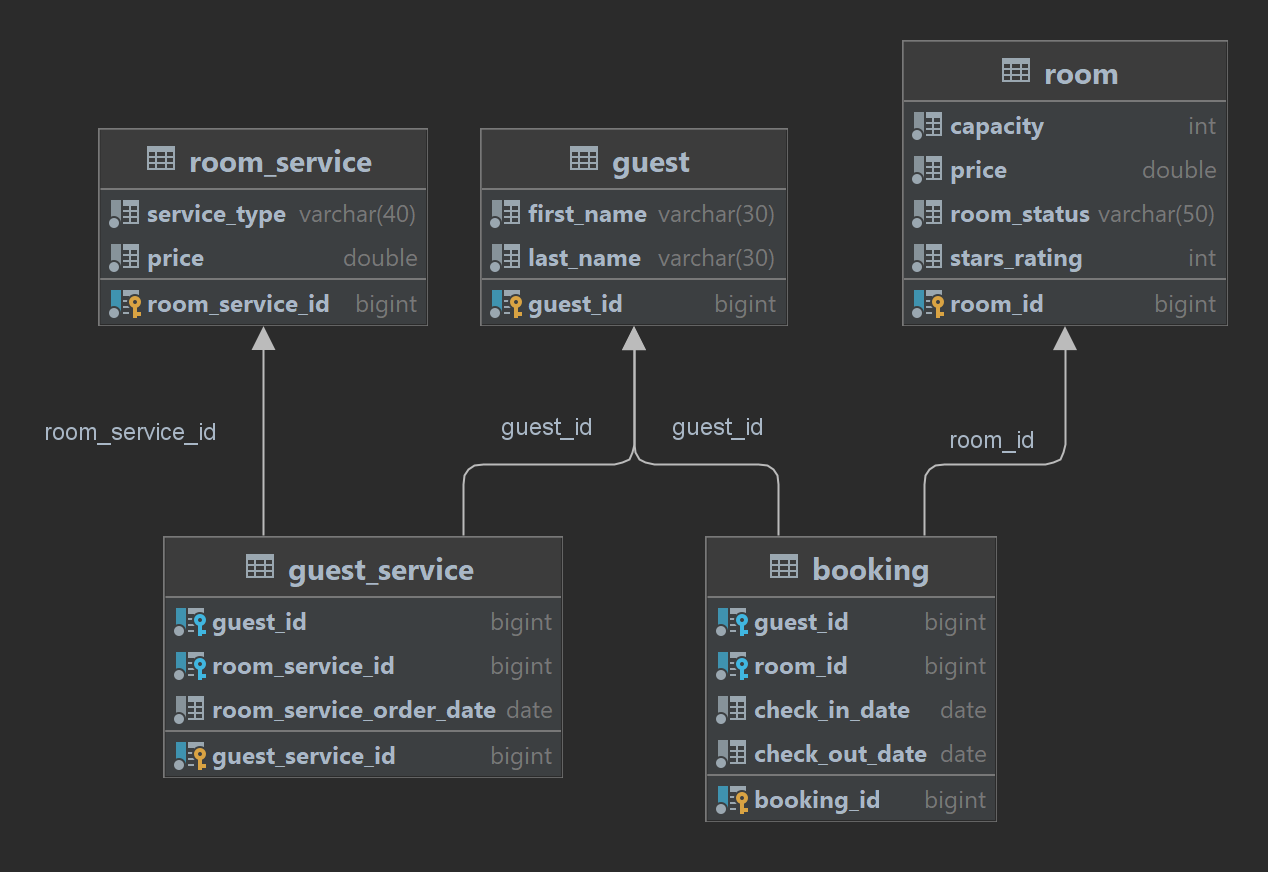 room
capacity int
price double
room_status varchar(50)
stars_rating int
room_id bigint
room_service
service_type varchar(40)
price double
room_service_id bigint
guest
first_name varchar(30)
last_name varchar(30)
guest_id bigint
room_service_id
guest_id
guest_id
room_id
guest_service
guest_id bigint
room_service_id bigint
room_service_order_date date
guest_service_id bigint
booking
guest_id bigint
room_id bigint
check_in_date date
check_out_date date
booking_id bigint